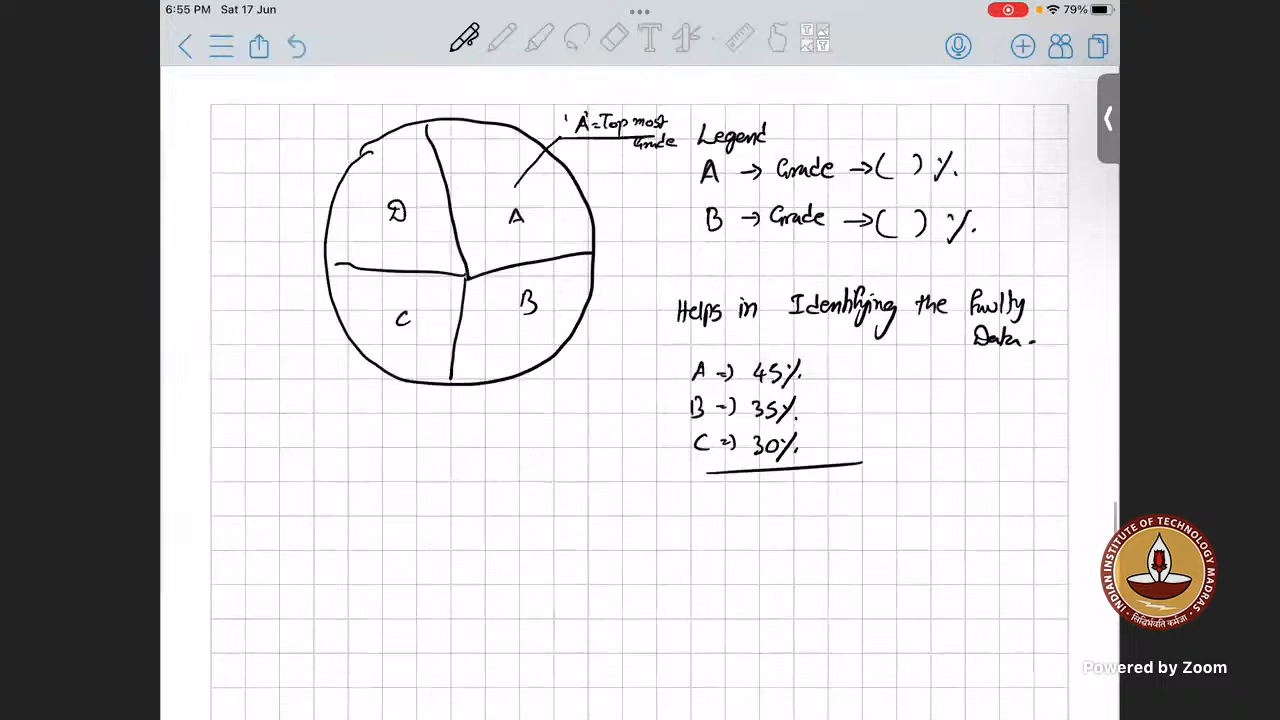 6:55 PM Sat 17 Jun
79%
'A'=Top most
Grade
D
A
C
B
Legend
A → Grade → ( ) %.
B → Grade → ( ) %.
Helps in Identifying the Faulty
Data.
A => 45%.
B => 35%.
C => 30%.
INDIAN INSTITUTE OF TECHNOLOGY MADRAS
सिद्धिर्भवति कर्मजा
Powered by Zoom